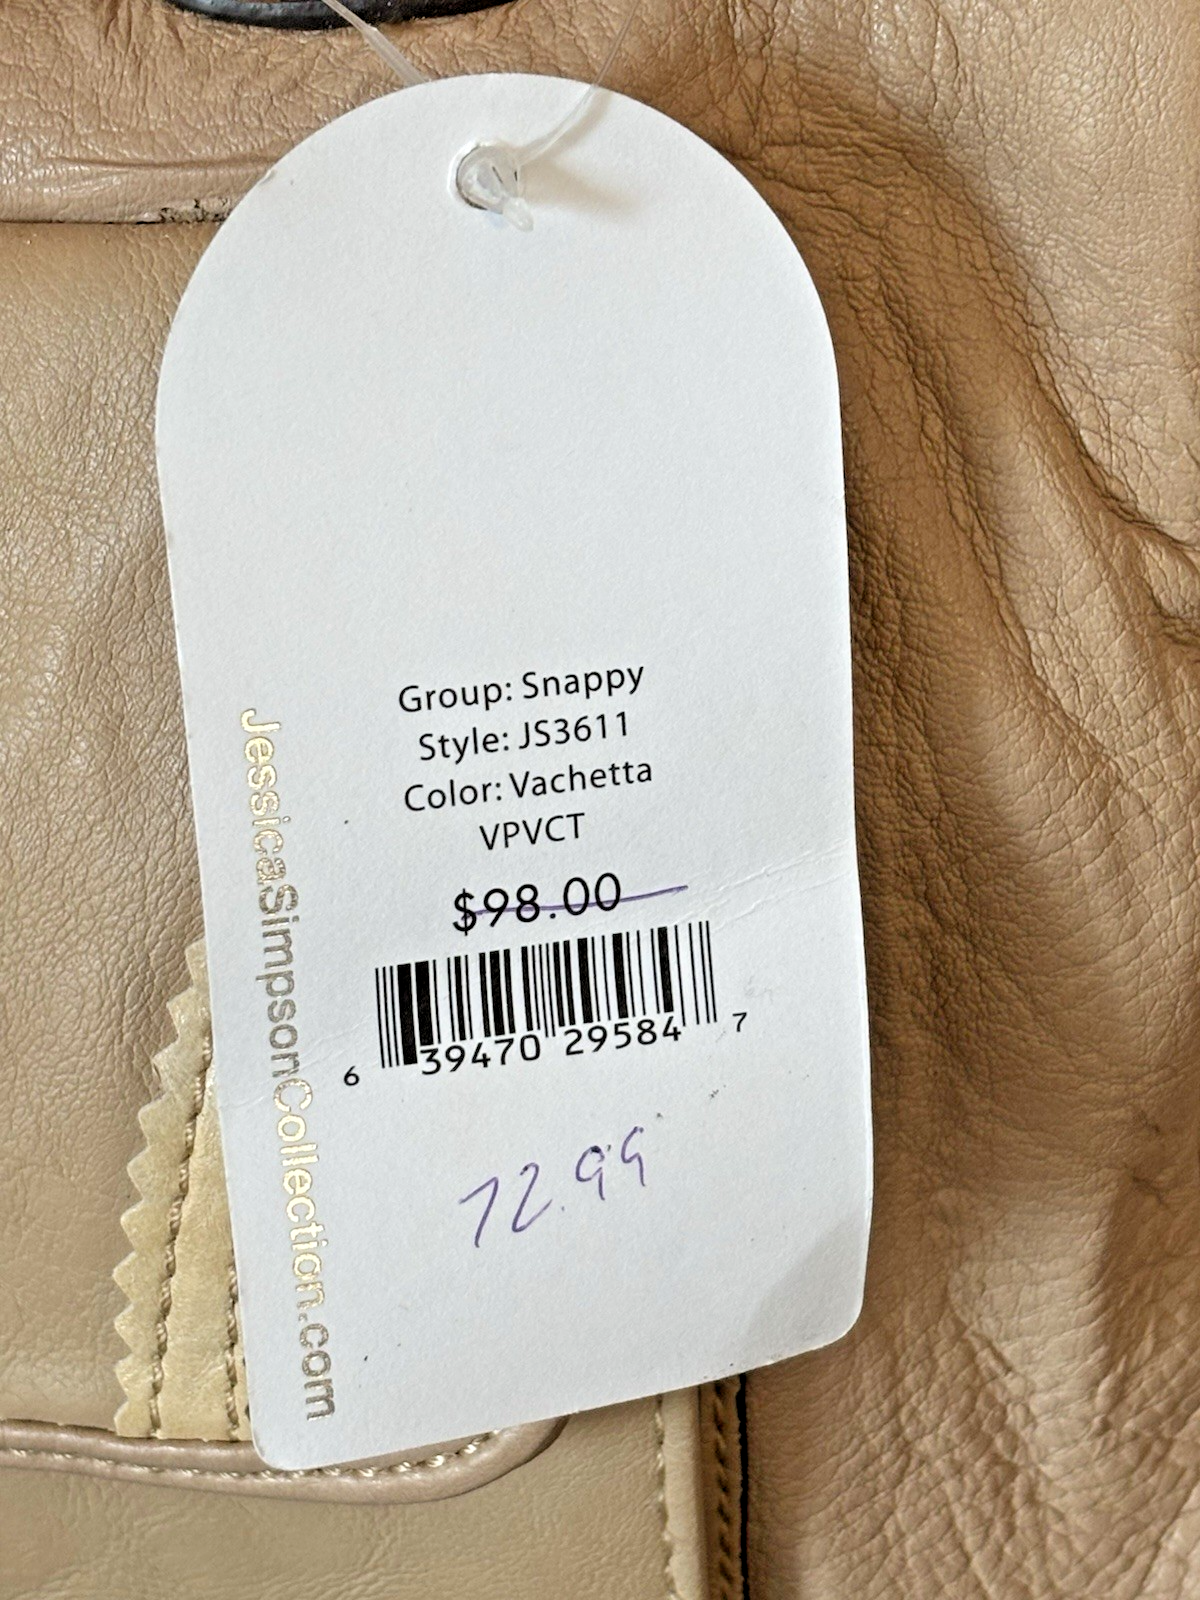 Group: Snappy
Style: JS3611
Color: Vachetta
VPVCT
$98.00
6 39470 29584 7
72.99
JessicaSimpsonCollection.com